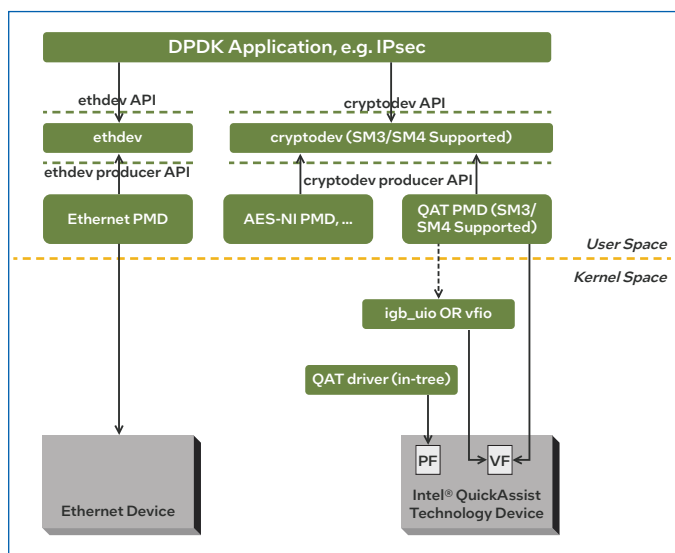 DPDK Application, e.g. IPsec
ethdev API
cryptodev API
ethdev
cryptodev (SM3/SM4 Supported)
ethdev producer API
cryptodev producer API
Ethernet PMD
AES-NI PMD, ...
QAT PMD (SM3/
SM4 Supported)
User Space
Kernel Space
igb_uio OR vfio
QAT driver (in-tree)
PF
VF
Ethernet Device
Intel® QuickAssist
Technology Device